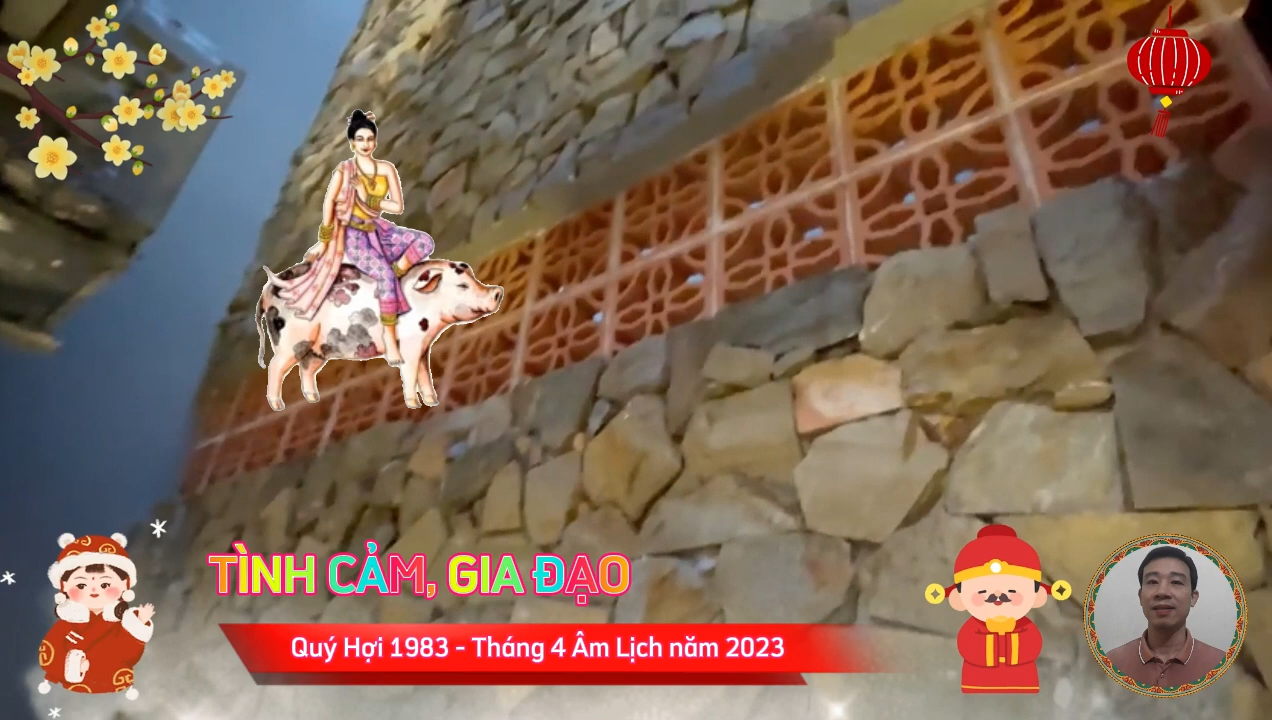 TÌNH CẢM, GIA ĐẠO
Quý Hợi 1983 - Tháng 4 Âm Lịch năm 2023